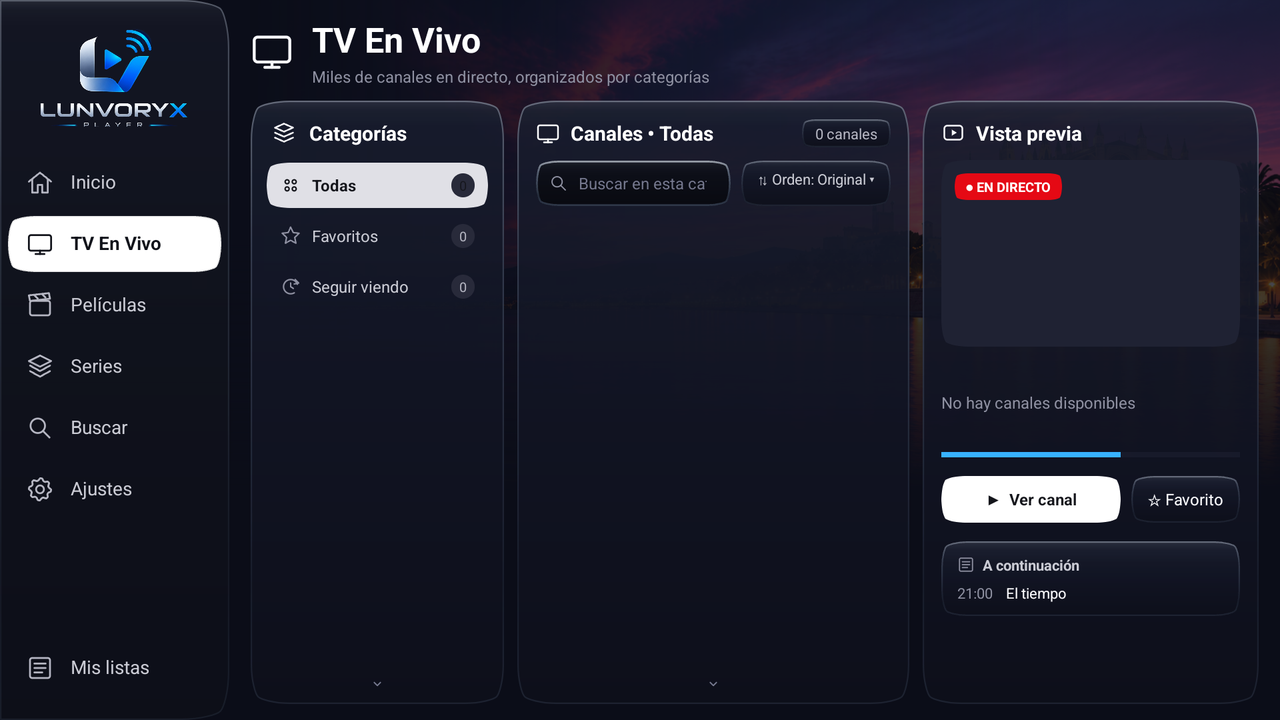 LUNVORYX
PLAYER
Inicio
TV En Vivo
Películas
Series
Buscar
Ajustes
Mis listas
TV En Vivo
Miles de canales en directo, organizados por categorías
Categorías
Todas 0
Favoritos 0
Seguir viendo 0
Canales • Todas 0 canales
Buscar en esta ca
↑↓ Orden: Original ▾
Vista previa
● EN DIRECTO
No hay canales disponibles
▶ Ver canal
☆ Favorito
A continuación
21:00 El tiempo